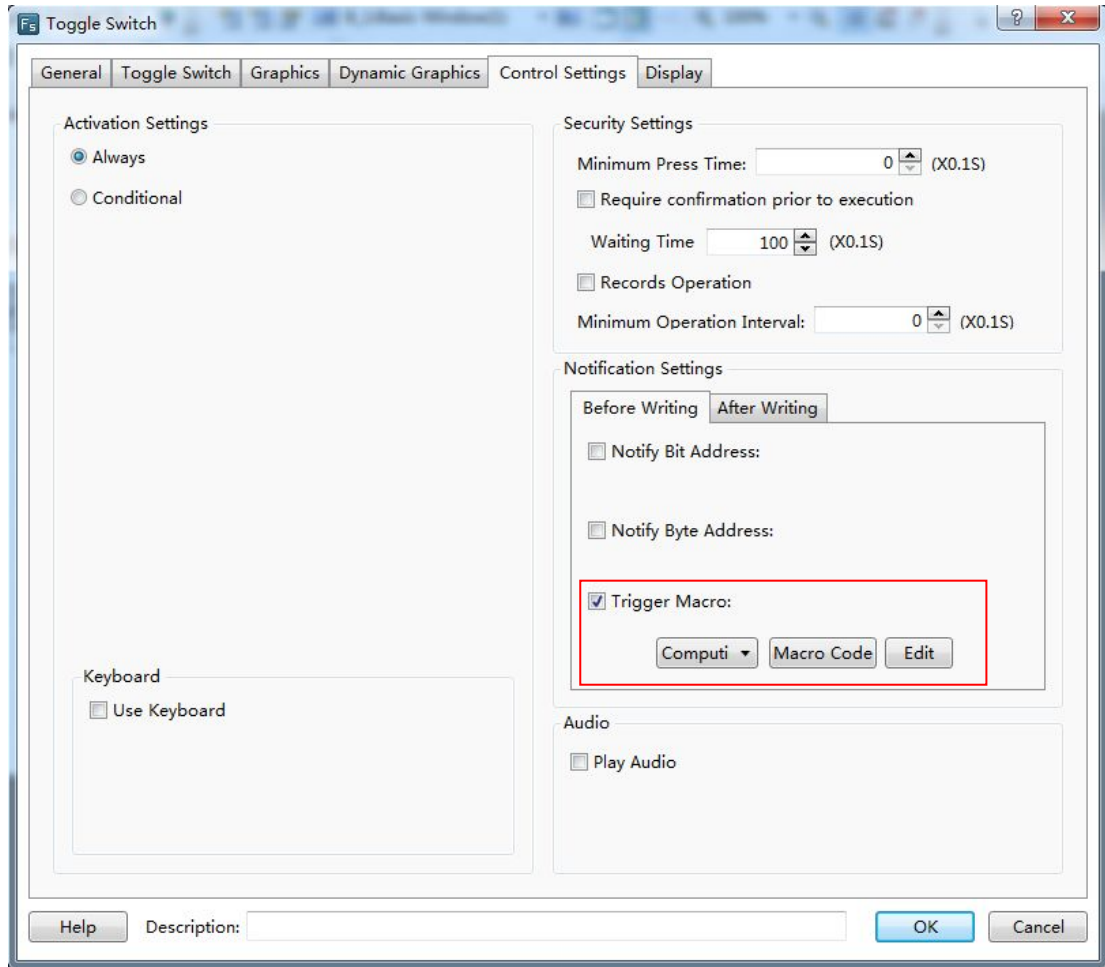 Fs Toggle Switch
General Toggle Switch Graphics Dynamic Graphics Control Settings Display
Activation Settings
Always
Conditional
Keyboard
Use Keyboard
Security Settings
Minimum Press Time: 0 (X0.1S)
Require confirmation prior to execution
Waiting Time 100 (X0.1S)
Records Operation
Minimum Operation Interval: 0 (X0.1S)
Notification Settings
Before Writing After Writing
Notify Bit Address:
Notify Byte Address:
Trigger Macro:
Computi Macro Code Edit
Audio
Play Audio
Help Description: OK Cancel